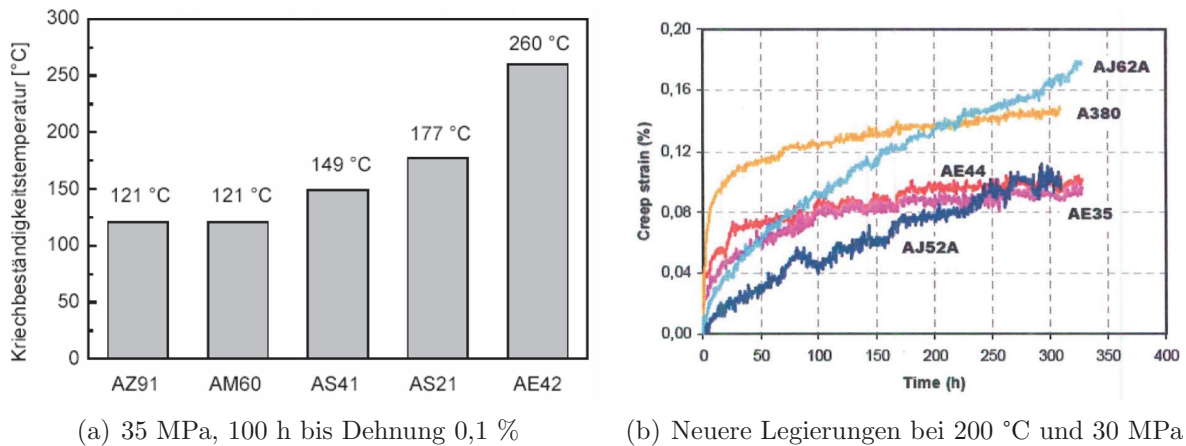 300
250
200
150
100
50
0
Kriechbeständigkeitstemperatur [°C]
121 °C
121 °C
149 °C
177 °C
260 °C
AZ91 AM60 AS41 AS21 AE42
(a) 35 MPa, 100 h bis Dehnung 0,1 %
0,20
0,16
0,12
0,08
0,04
0,00
Creep strain (%)
AJ62A
A380
AE44
AE35
AJ52A
0 50 100 150 200 250 300 350 400
Time (h)
(b) Neuere Legierungen bei 200 °C und 30 MPa